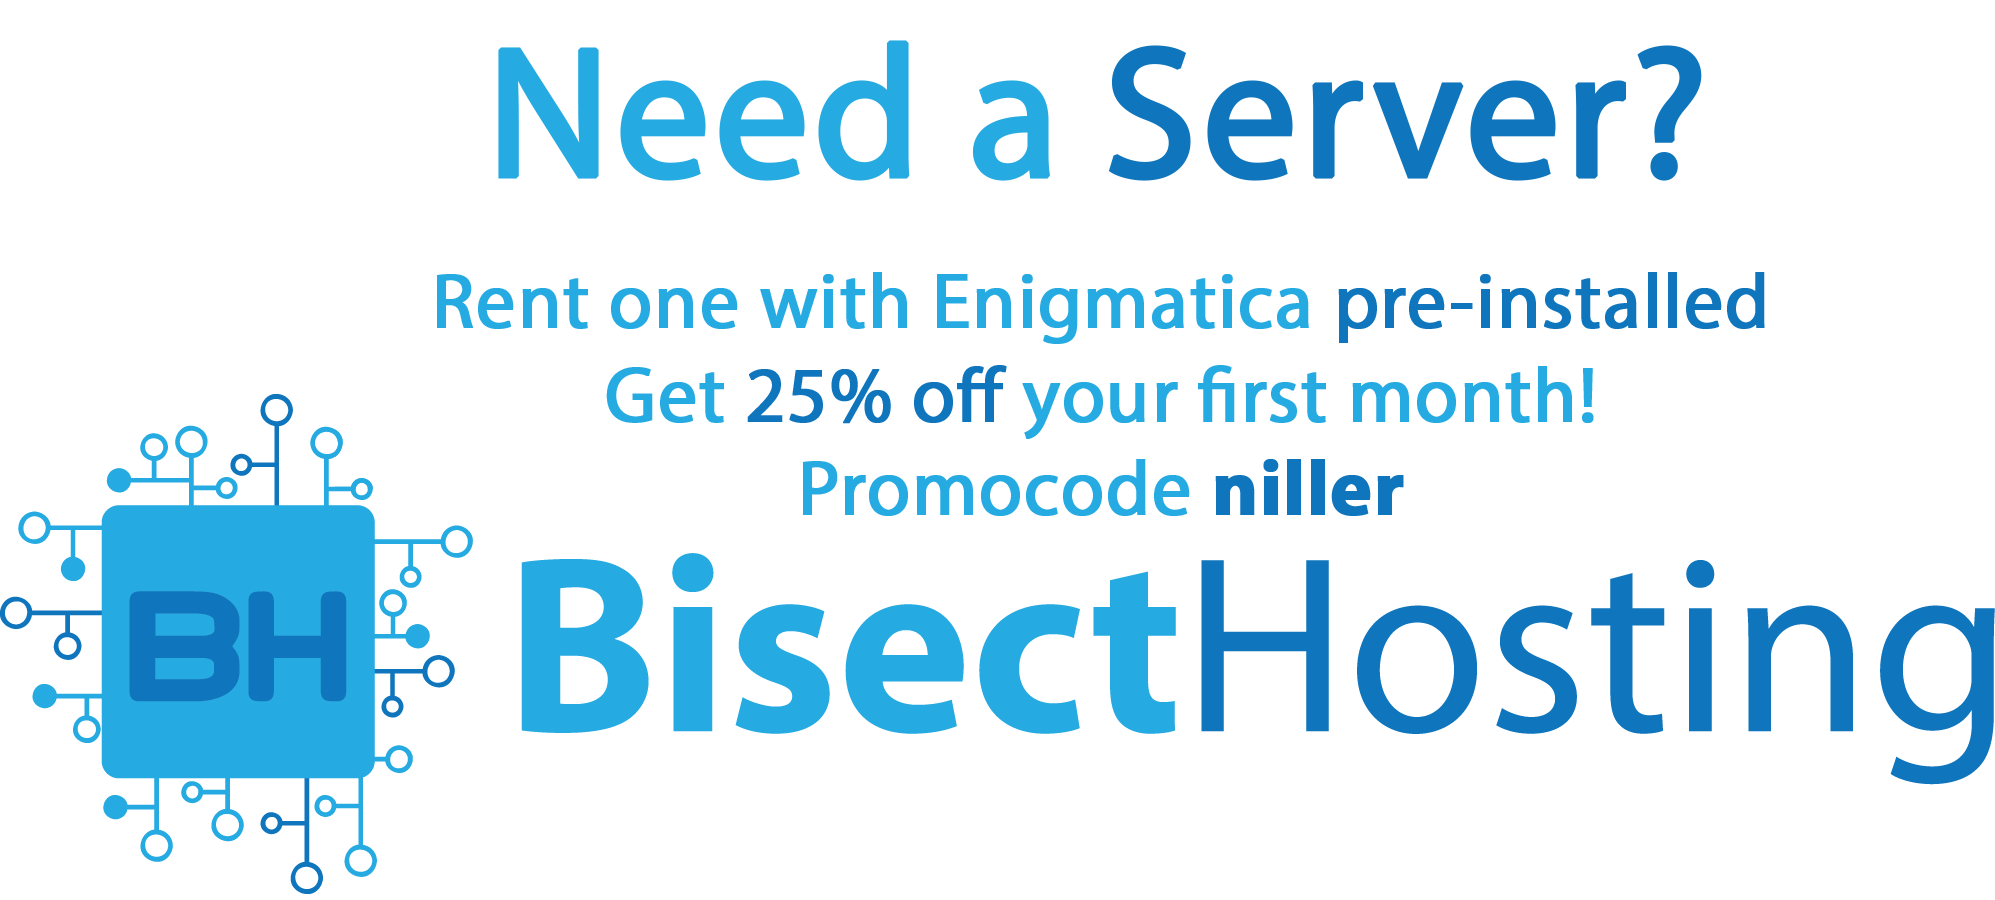 Need a Server?
Rent one with Enigmatica pre-installed
Get 25% off your first month!
Promocode niller
BH
BisectHosting